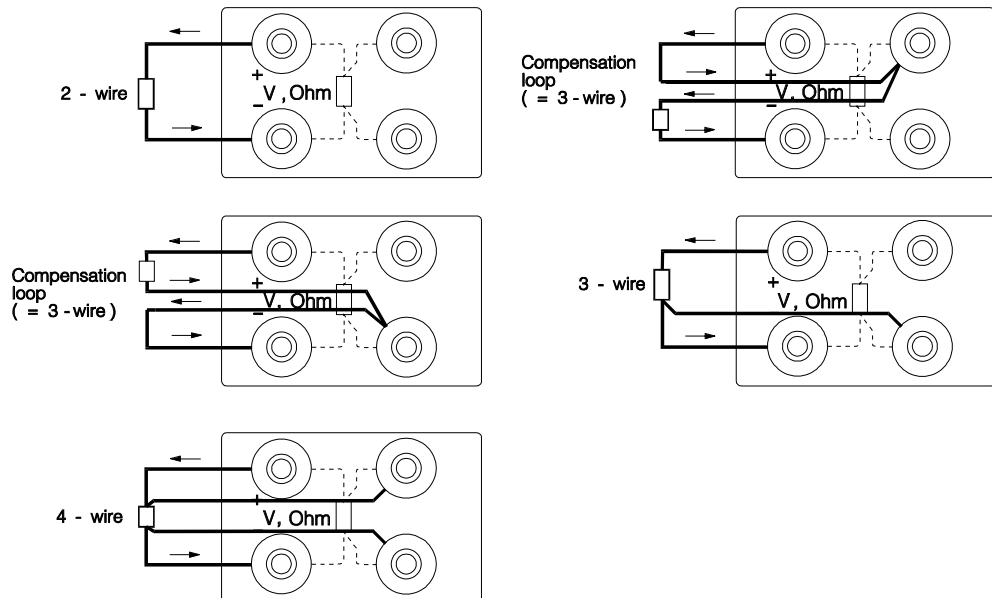 2 - wire
+
V , Ohm
–
Compensation
loop
( = 3 - wire )
+
V , Ohm
–
Compensation
loop
( = 3 - wire )
+
V , Ohm
–
3 - wire
+
V , Ohm
4 - wire
+
V , Ohm
–